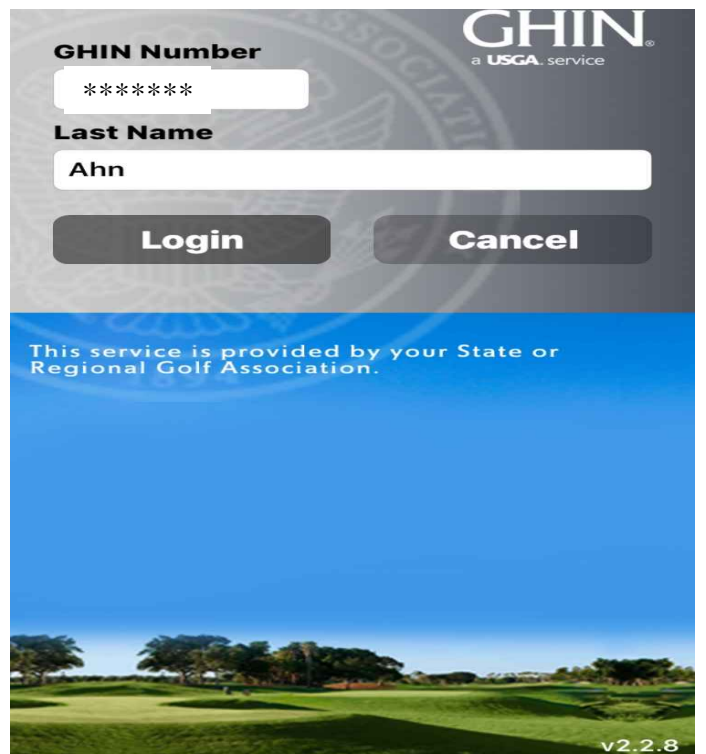 GHIN Number
GHIN®
a USGA. service
*******
Last Name
Ahn
Login
Cancel
This service is provided by your State or
Regional Golf Association.
1894
v2.2.8